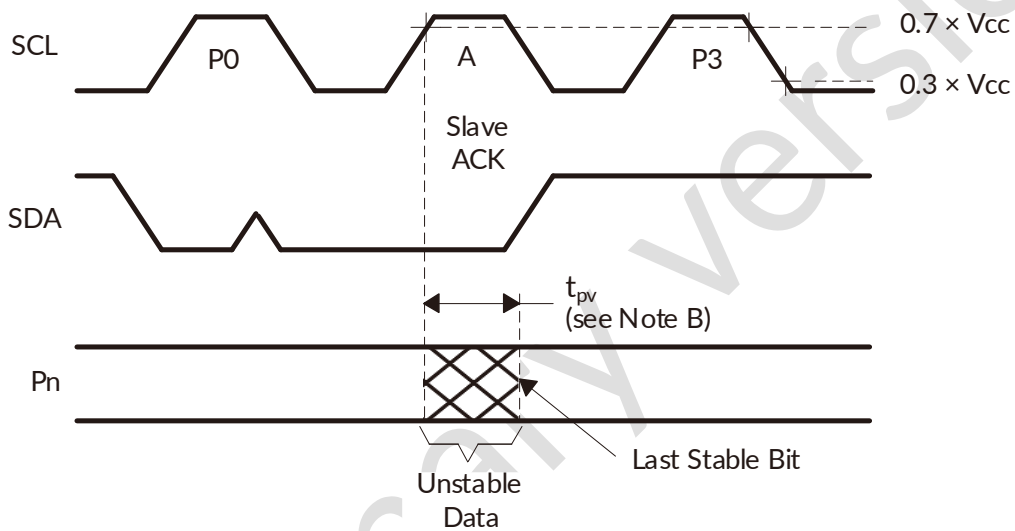 SCL
P0
A
P3
0.7 × Vcc
0.3 × Vcc
Slave
ACK
SDA
tpv
(see Note B)
Pn
Last Stable Bit
Unstable
Data